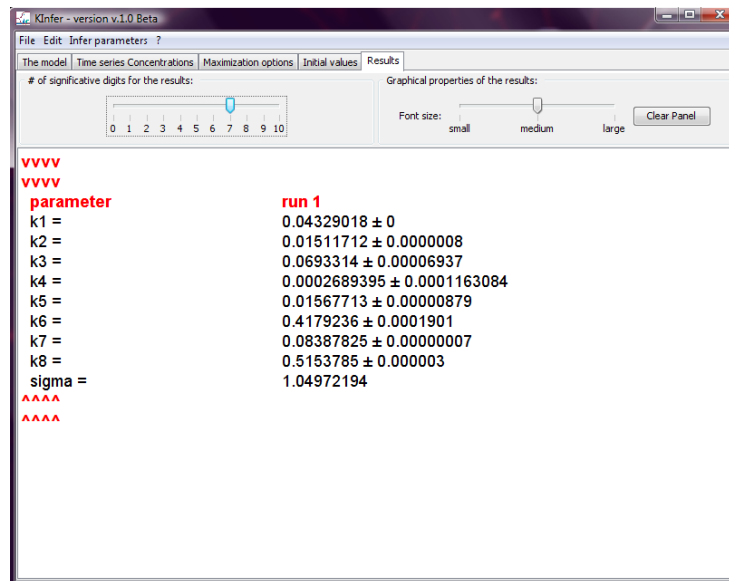 KInfer - version v.1.0 Beta
File Edit Infer parameters ?
The model Time series Concentrations Maximization options Initial values Results
# of significative digits for the results: Graphical properties of the results:
Font size: Clear Panel
0 1 2 3 4 5 6 7 8 9 10 small medium large
vvvv
vvvv
parameter run 1
k1 = 0.04329018 ± 0
k2 = 0.01511712 ± 0.0000008
k3 = 0.0693314 ± 0.00006937
k4 = 0.0002689395 ± 0.0001163084
k5 = 0.01567713 ± 0.00000879
k6 = 0.4179236 ± 0.0001901
k7 = 0.08387825 ± 0.00000007
k8 = 0.5153785 ± 0.000003
sigma = 1.04972194
^^^^
^^^^